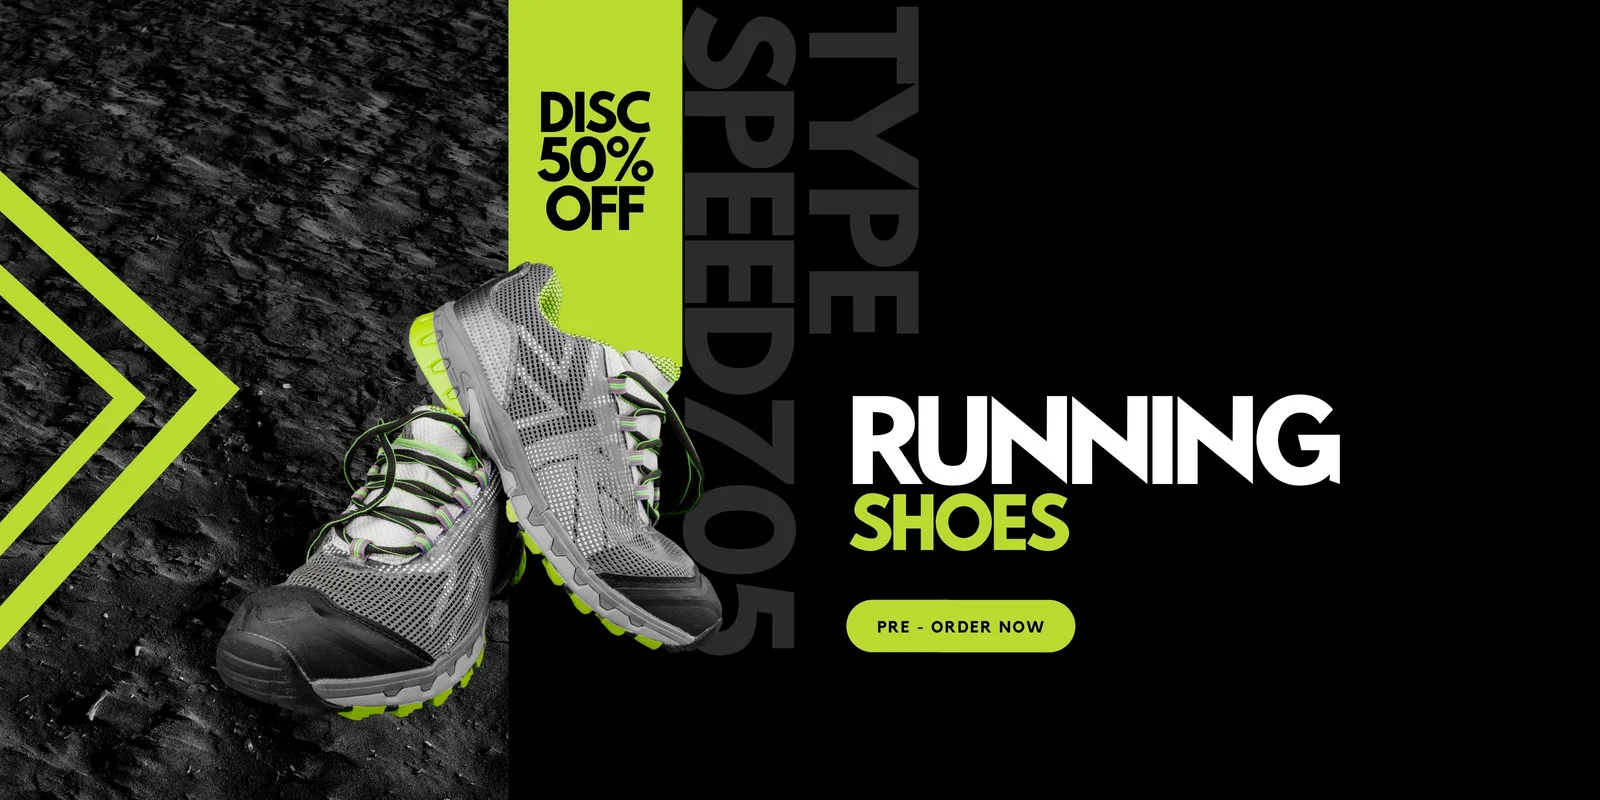 DISC
50%
OFF
TYPE
SPEED705
RUNNING
SHOES
PRE - ORDER NOW